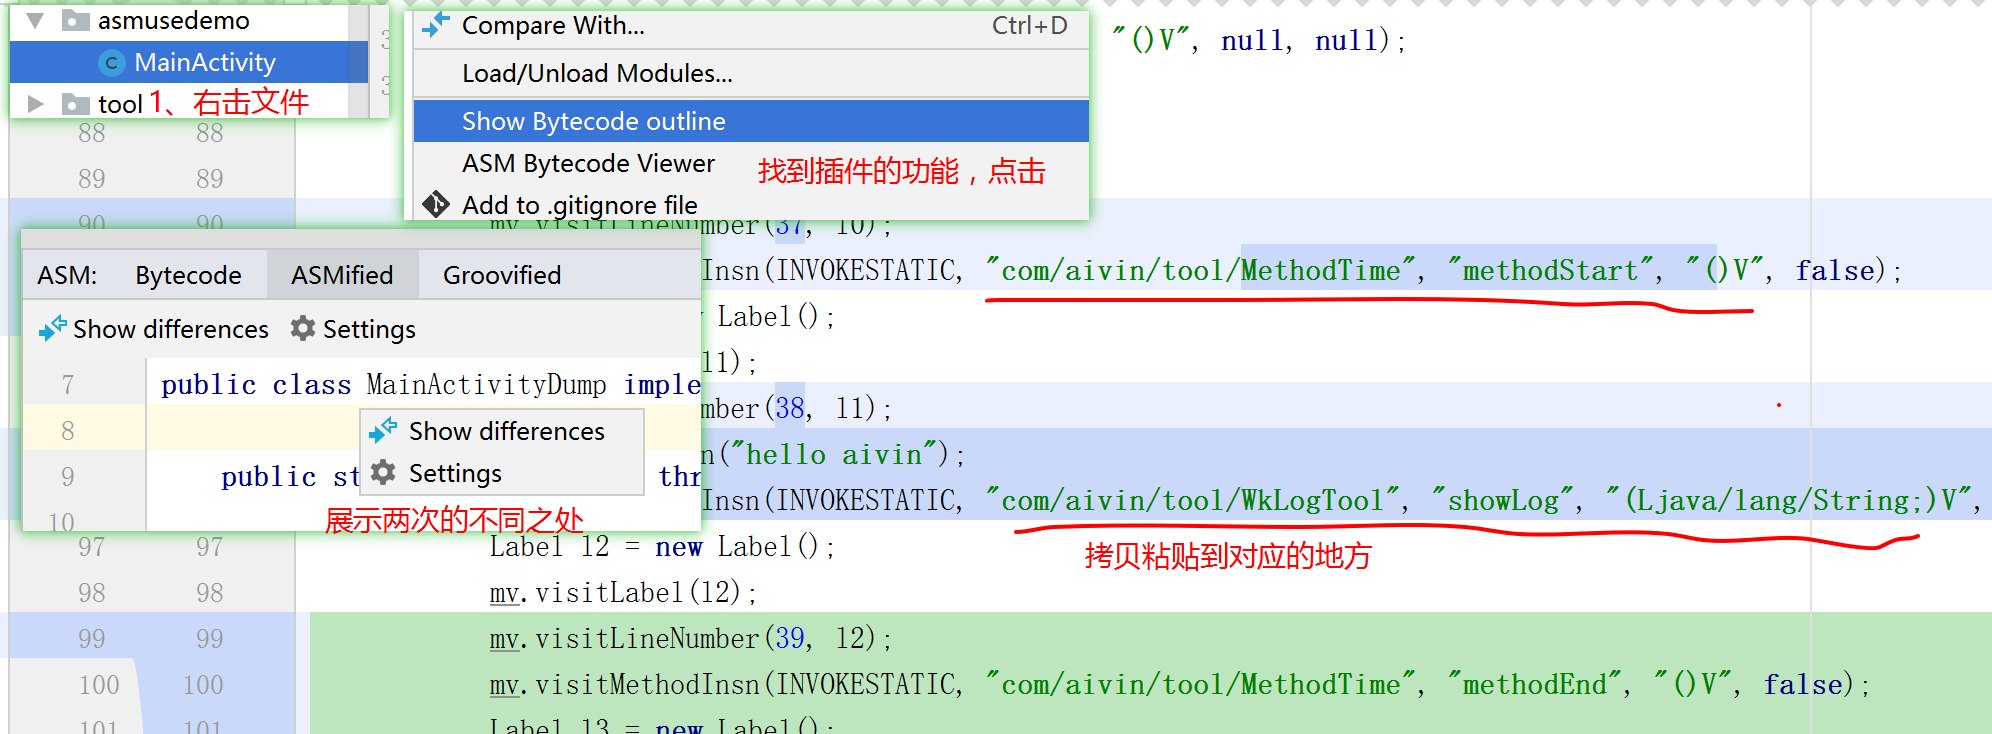 asmusedemo
MainActivity
tool 1、右击文件
Compare With... Ctrl+D
Load/Unload Modules...
Show Bytecode outline
ASM Bytecode Viewer 找到插件的功能，点击
Add to .gitignore file
"()V", null, null);
88 88
89 89
90 90 mv.visitLineNumber(37, l0);
Insn(INVOKESTATIC, "com/aivin/tool/MethodTime", "methodStart", "()V", false);
Label();
l1);
mber(38, l1);
n("hello aivin");
Insn(INVOKESTATIC, "com/aivin/tool/WkLogTool", "showLog", "(Ljava/lang/String;)V",
拷贝粘贴到对应的地方
ASM: Bytecode ASMified Groovified
Show differences Settings
7 public class MainActivityDump imple
8
Show differences
9 public st thr
Settings
10
展示两次的不同之处
97 97 Label l2 = new Label();
98 98 mv.visitLabel(l2);
99 99 mv.visitLineNumber(39, l2);
100 100 mv.visitMethodInsn(INVOKESTATIC, "com/aivin/tool/MethodTime", "methodEnd", "()V", false);
101 101 Label l3 = new Label();